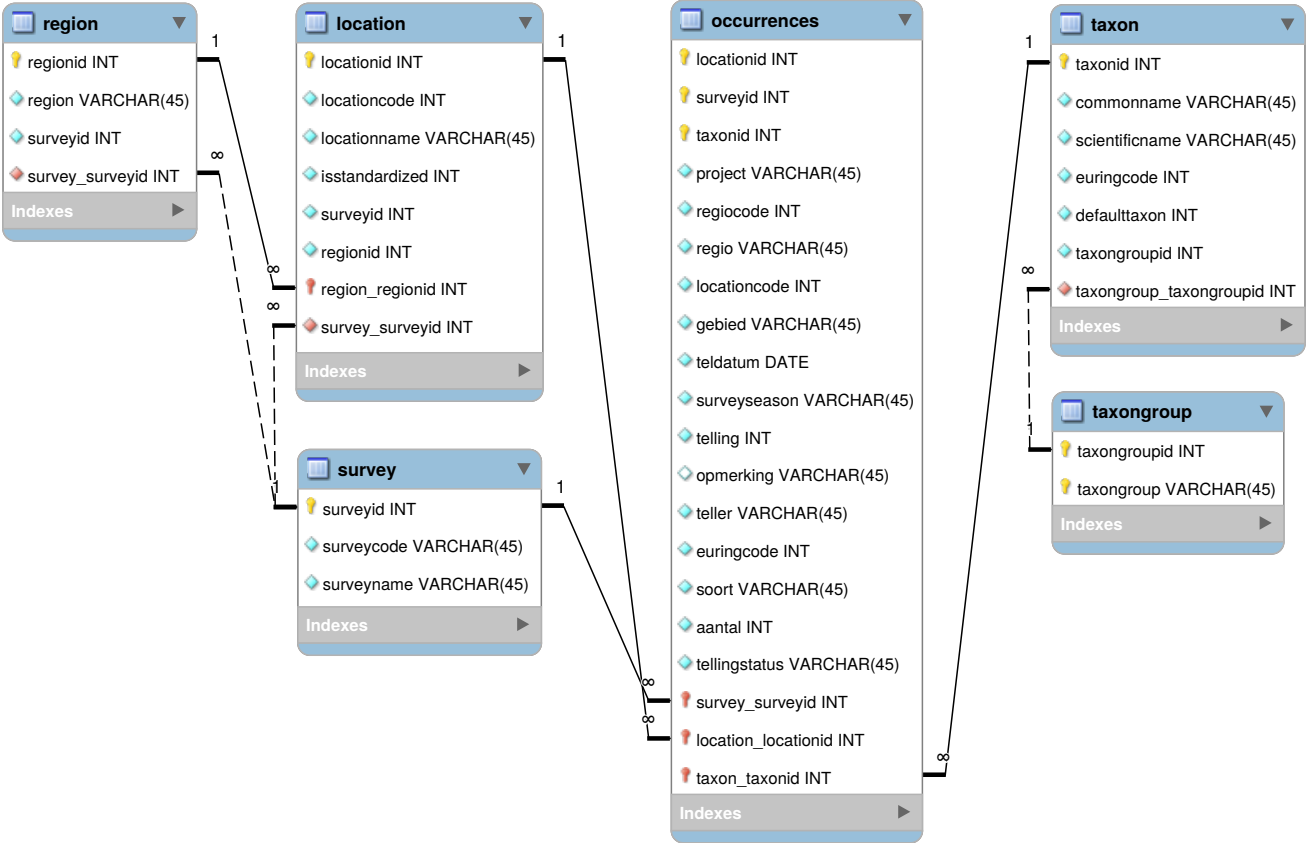 region
regionid INT
region VARCHAR(45)
surveyid INT
survey_surveyid INT
Indexes
1
∞
location
locationid INT
locationcode INT
locationname VARCHAR(45)
isstandardized INT
surveyid INT
regionid INT
region_regionid INT
survey_surveyid INT
Indexes
∞
∞
1
1
survey
surveyid INT
surveycode VARCHAR(45)
surveyname VARCHAR(45)
Indexes
1
occurrences
locationid INT
surveyid INT
taxonid INT
project VARCHAR(45)
regiocode INT
regio VARCHAR(45)
locationcode INT
gebied VARCHAR(45)
teldatum DATE
surveyseason VARCHAR(45)
telling INT
opmerking VARCHAR(45)
teller VARCHAR(45)
euringcode INT
soort VARCHAR(45)
aantal INT
tellingstatus VARCHAR(45)
survey_surveyid INT
location_locationid INT
taxon_taxonid INT
Indexes
∞
∞
∞
taxon
taxonid INT
commonname VARCHAR(45)
scientificname VARCHAR(45)
euringcode INT
defaulttaxon INT
taxongroupid INT
taxongroup_taxongroupid INT
Indexes
1
∞
1
taxongroup
taxongroupid INT
taxongroup VARCHAR(45)
Indexes